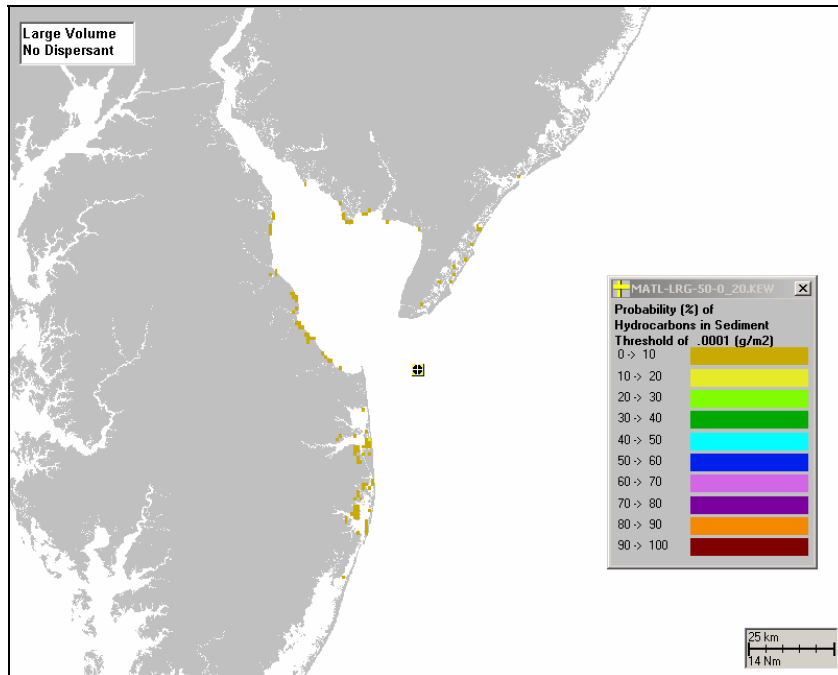 Large Volume
No Dispersant
MATL-LRG-50-0_20.KEW
Probability (%) of
Hydrocarbons in Sediment
Threshold of .0001 (g/m2)
0 -> 10
10 -> 20
20 -> 30
30 -> 40
40 -> 50
50 -> 60
60 -> 70
70 -> 80
80 -> 90
90 -> 100
25 km
14 Nm